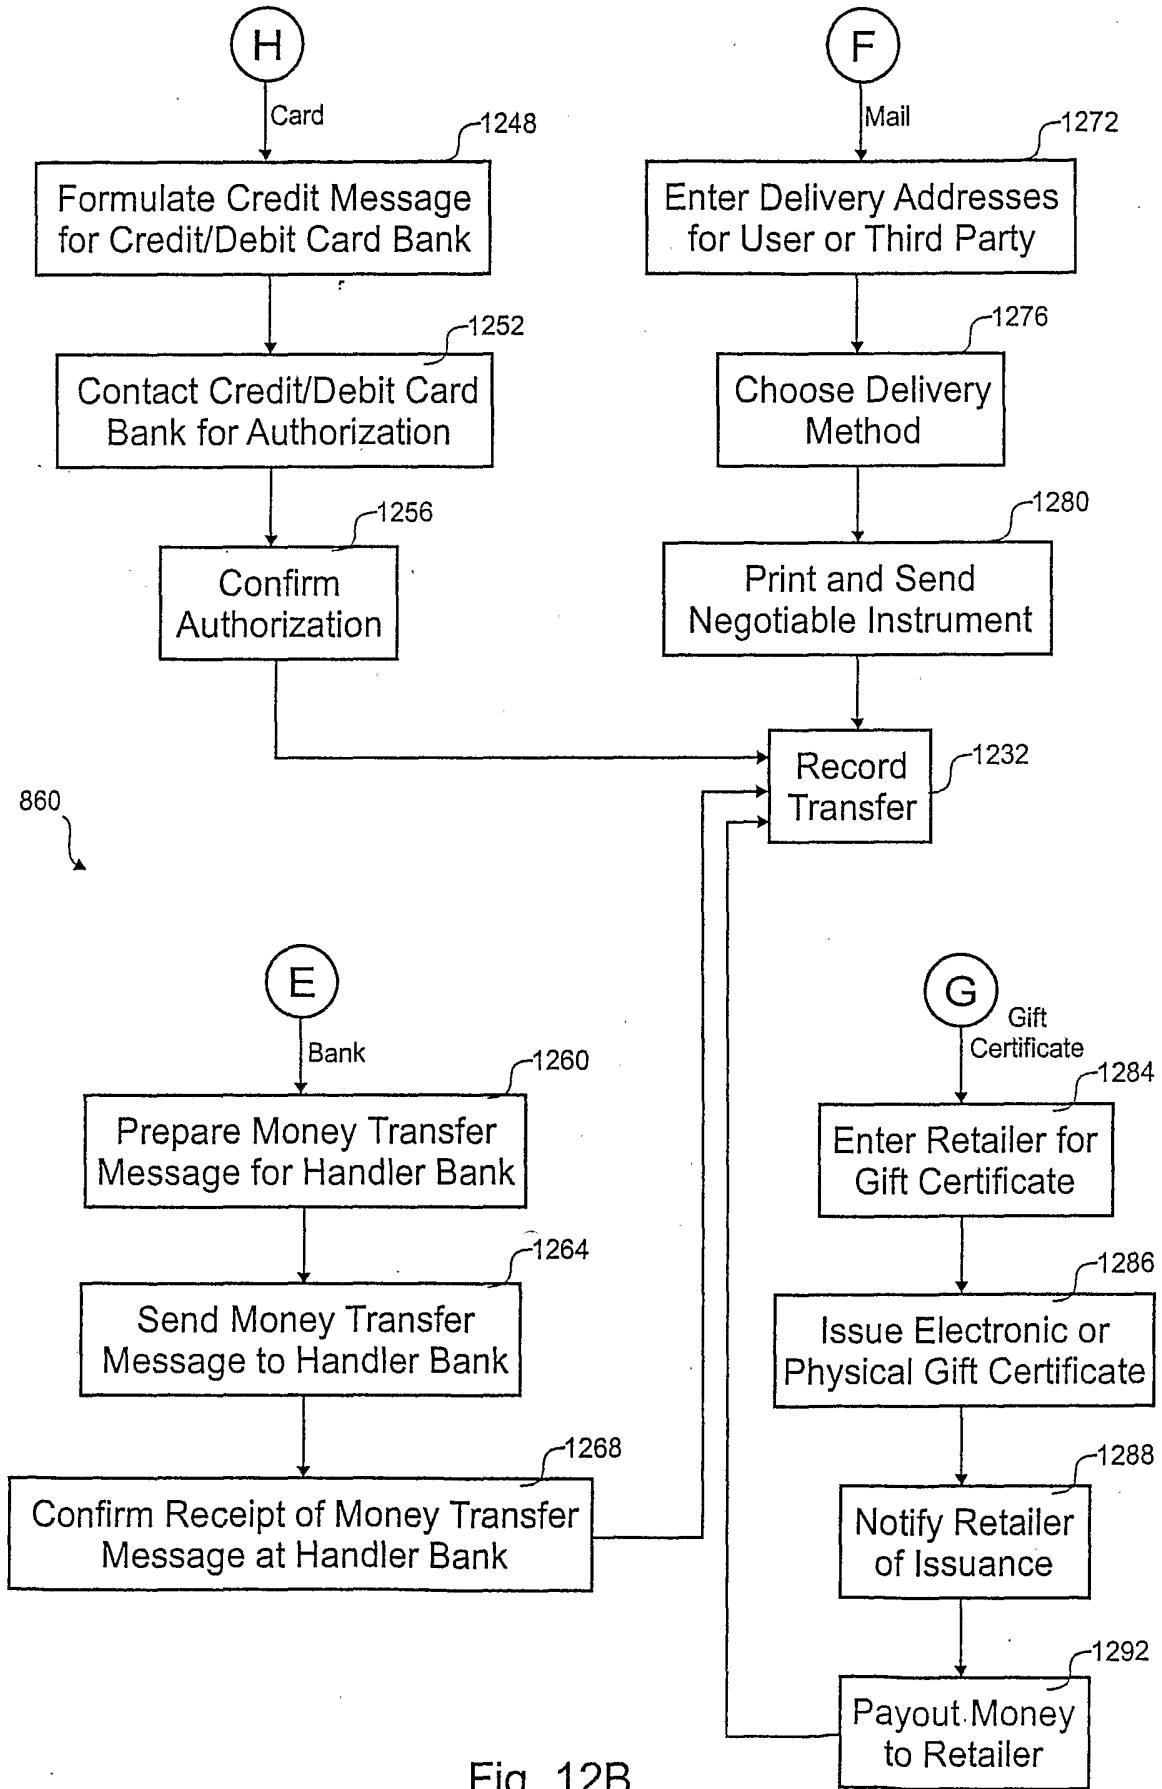 H
Card
1248
Formulate Credit Message
for Credit/Debit Card Bank
1252
Contact Credit/Debit Card
Bank for Authorization
1256
Confirm
Authorization
F
Mail
1272
Enter Delivery Addresses
for User or Third Party
1276
Choose Delivery
Method
1280
Print and Send
Negotiable Instrument
Record
Transfer
1232
860
E
Bank
1260
Prepare Money Transfer
Message for Handler Bank
1264
Send Money Transfer
Message to Handler Bank
1268
Confirm Receipt of Money Transfer
Message at Handler Bank
G
Gift
Certificate
1284
Enter Retailer for
Gift Certificate
1286
Issue Electronic or
Physical Gift Certificate
1288
Notify Retailer
of Issuance
1292
Payout Money
to Retailer
Fig. 12B